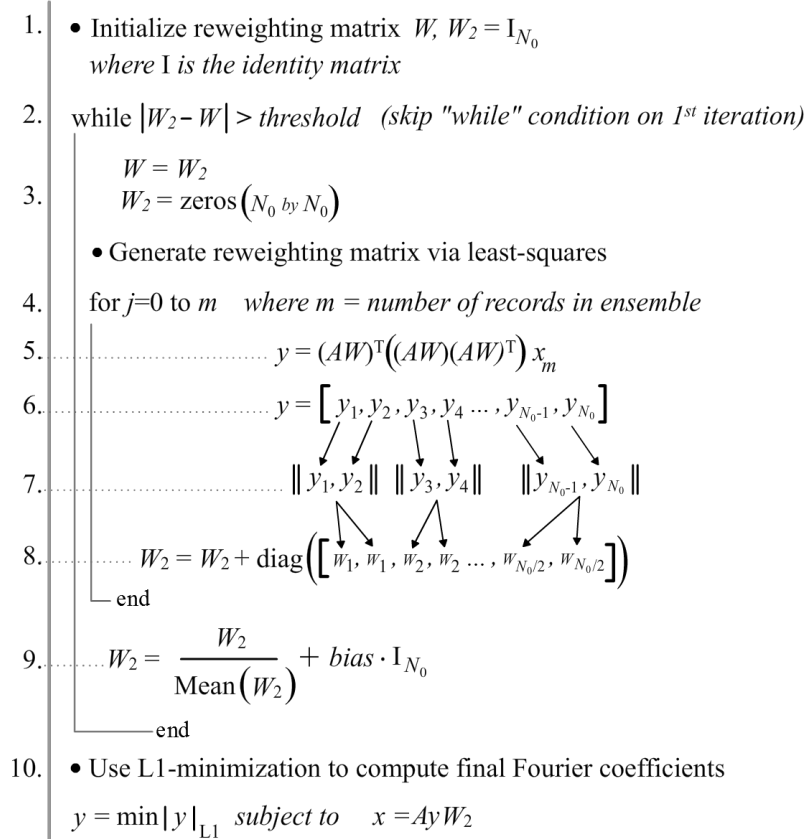 1. • Initialize reweighting matrix W, W₂ = I_{N₀}
where I is the identity matrix
2. while |W₂ − W| > threshold (skip "while" condition on 1ˢᵗ iteration)
W = W₂
3. W₂ = zeros(N₀ by N₀)
• Generate reweighting matrix via least-squares
4. for j=0 to m where m = number of records in ensemble
5. y = (AW)ᵀ((AW)(AW)ᵀ) xₘ
6. y = [y₁, y₂, y₃, y₄ ... , y_{N₀-1}, y_{N₀}]
7. ‖y₁, y₂‖ ‖y₃, y₄‖ ‖y_{N₀-1}, y_{N₀}‖
8. W₂ = W₂ + diag([W₁, W₁, W₂, W₂ ..., W_{N₀/2}, W_{N₀/2}])
end
9. W₂ = W₂ / Mean(W₂) + bias · I_{N₀}
end
10. • Use L1-minimization to compute final Fourier coefficients
y = min|y|_{L1} subject to x = AyW₂